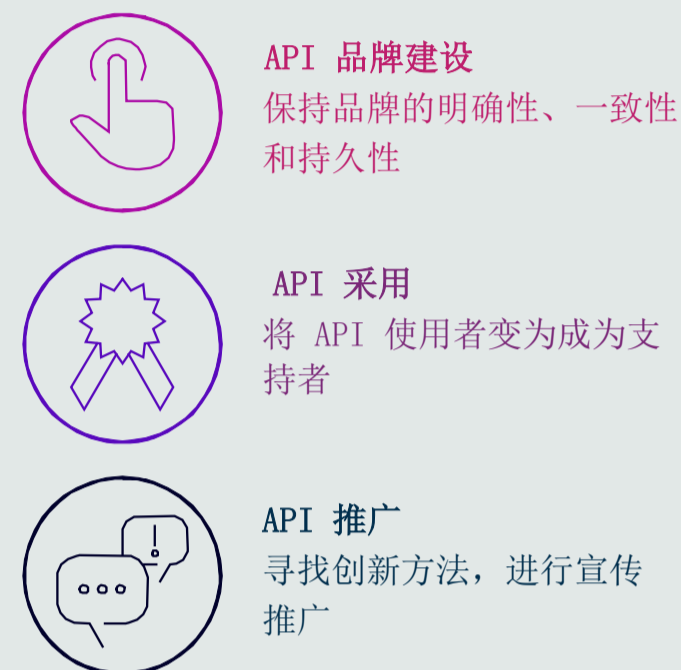 API 品牌建设
保持品牌的明确性、一致性
和持久性
API 采用
将 API 使用者变为成为支
持者
API 推广
寻找创新方法，进行宣传
推广